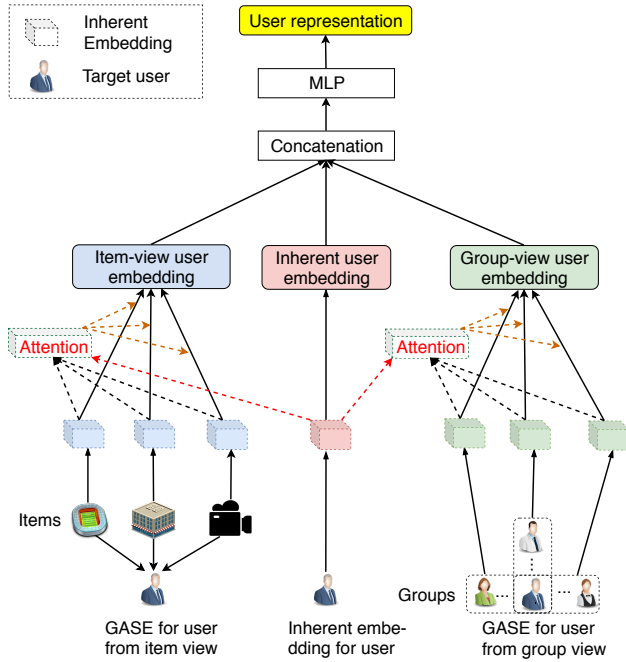 User representation
Inherent
Embedding
Target user
MLP
Concatenation
Item-view user
embedding
Inherent user
embedding
Group-view user
embedding
Attention
Attention
Items
...
...
...
Groups
GASE for user
from item view
Inherent embe-
dding for user
GASE for user
from group view